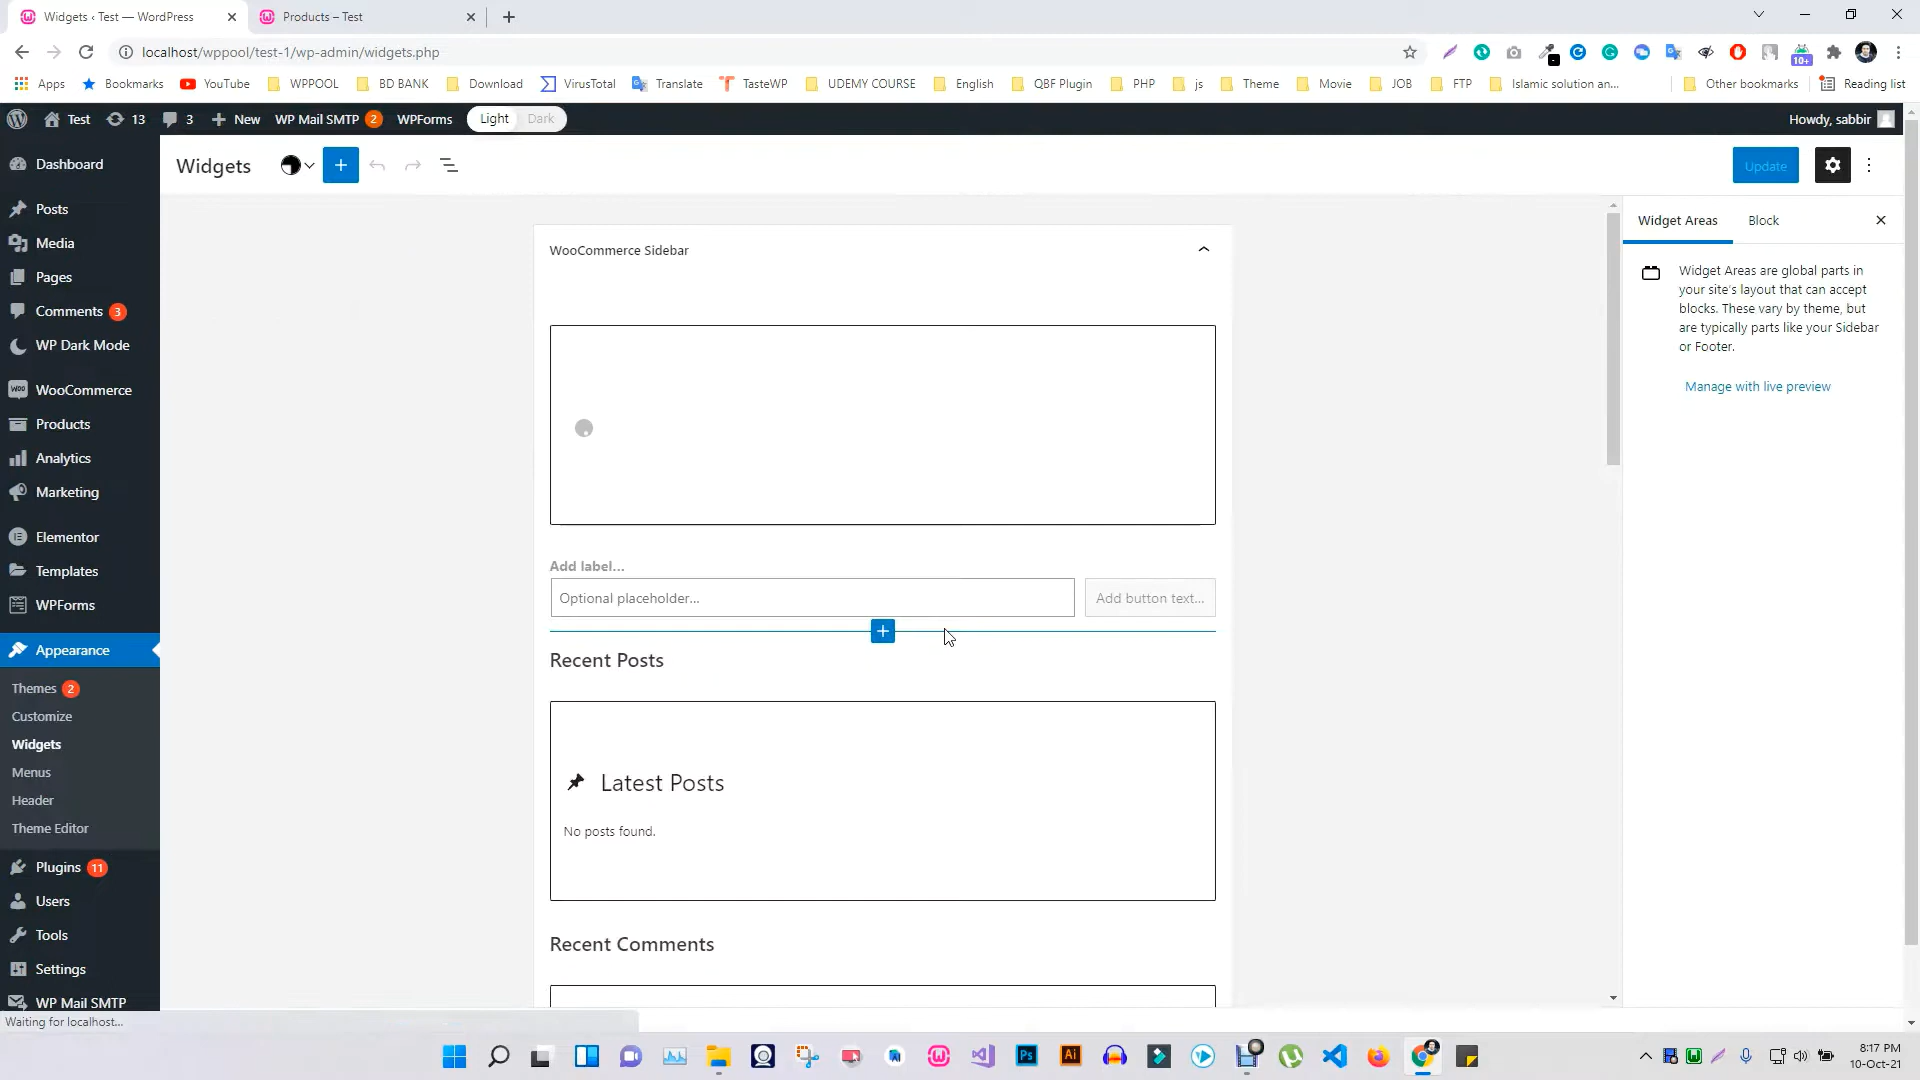 Widgets ‹ Test — WordPress
Products – Test
localhost/wppool/test-1/wp-admin/widgets.php
10+
Apps
Bookmarks
YouTube
WPPOOL
BD BANK
Download
VirusTotal
Translate
TasteWP
UDEMY COURSE
English
QBF Plugin
PHP
js
Theme
Movie
JOB
FTP
Islamic solution an...
Other bookmarks
Reading list
Test
13
3
New
WP Mail SMTP 2
WPForms
Light
Dark
Howdy, sabbir
Dashboard
Posts
Media
Pages
Comments 3
WP Dark Mode
WooCommerce
Products
Analytics
Marketing
Elementor
Templates
WPForms
Appearance
Themes 2
Customize
Widgets
Menus
Header
Theme Editor
Plugins 11
Users
Tools
Settings
WP Mail SMTP
Waiting for localhost...
Widgets
Update
WooCommerce Sidebar
Add label...
Optional placeholder...
Add button text...
Recent Posts
Latest Posts
No posts found.
Recent Comments
Widget Areas
Block
Widget Areas are global parts in
your site's layout that can accept
blocks. These vary by theme, but
are typically parts like your Sidebar
or Footer.
Manage with live preview
Ps
Ai
8:17 PM
10-Oct-21